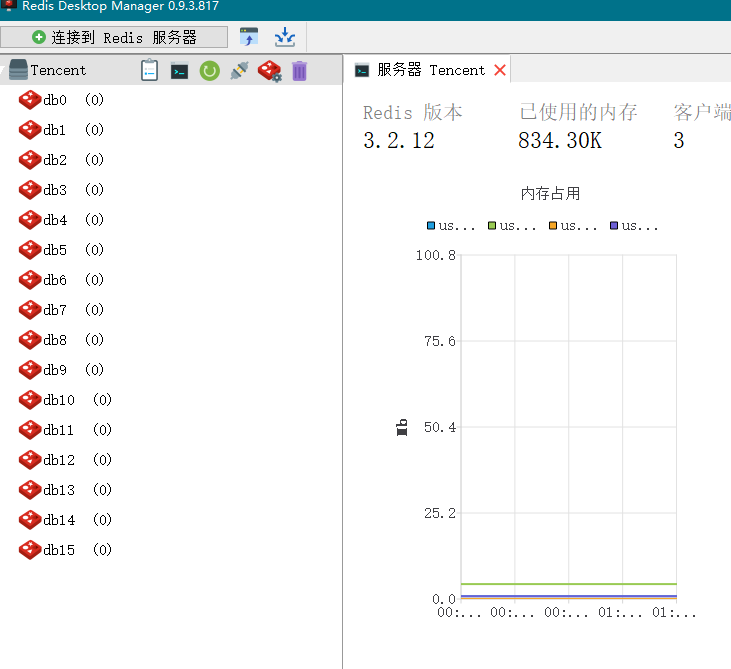 Redis Desktop Manager 0.9.3.817
连接到 Redis 服务器
Tencent
服务器 Tencent
db0 (0)
db1 (0)
db2 (0)
db3 (0)
db4 (0)
db5 (0)
db6 (0)
db7 (0)
db8 (0)
db9 (0)
db10 (0)
db11 (0)
db12 (0)
db13 (0)
db14 (0)
db15 (0)
Redis 版本 已使用的内存 客户端
3.2.12 834.30K 3
内存占用
us... us... us... us...
100.8
75.6
50.4
Mb
25.2
0.0
00:... 00:... 00:... 01:... 01:...